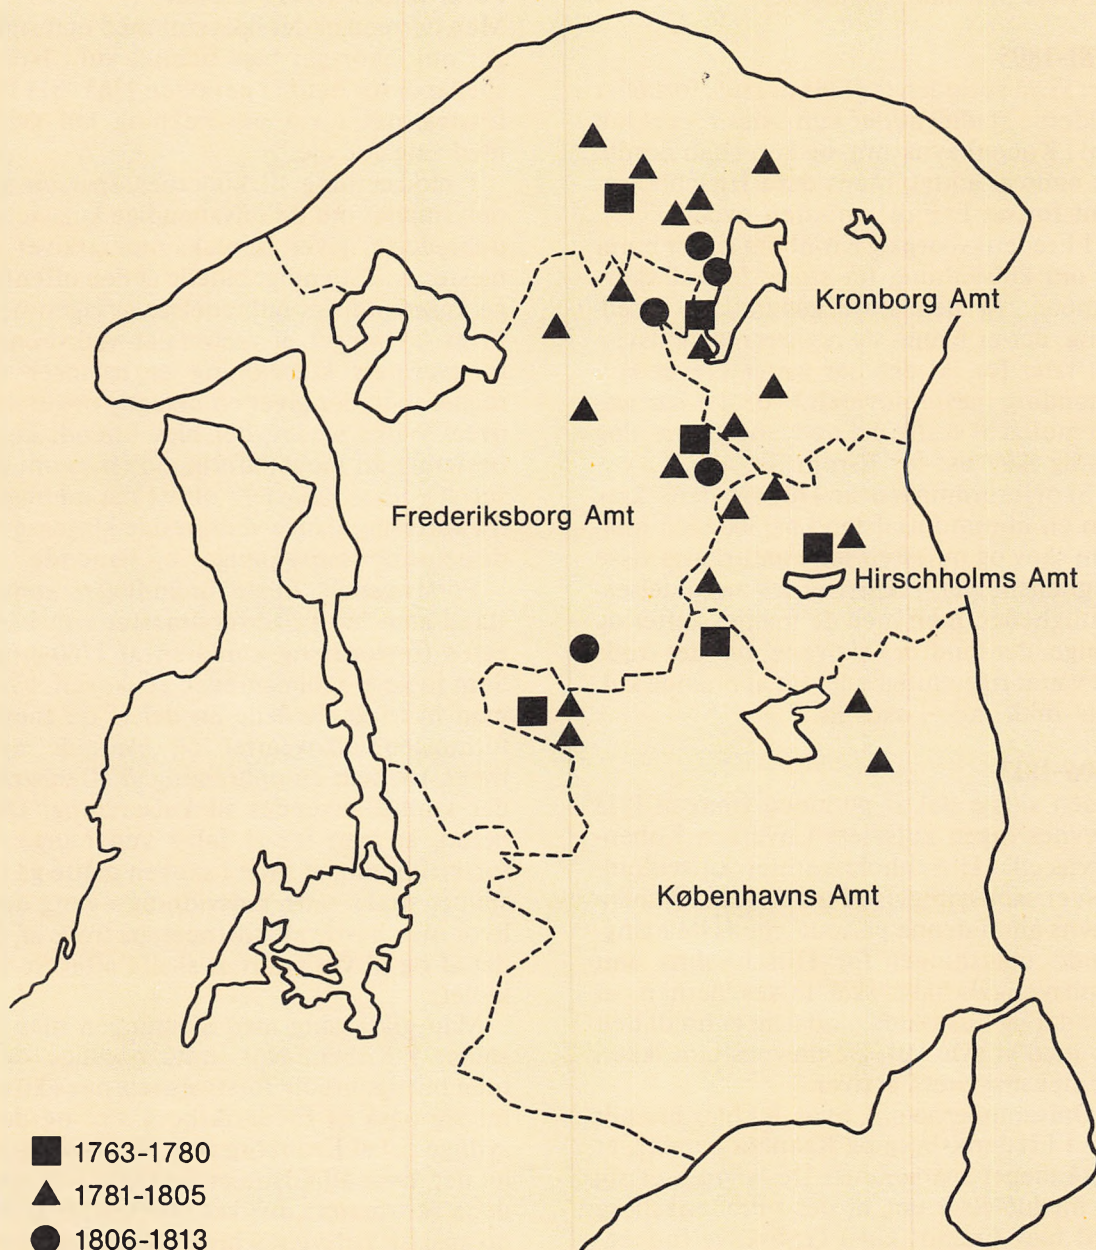 Kronborg Amt
Frederiksborg Amt
Hirschholms Amt
Københavns Amt
1763-1780
1781-1805
1806-1813